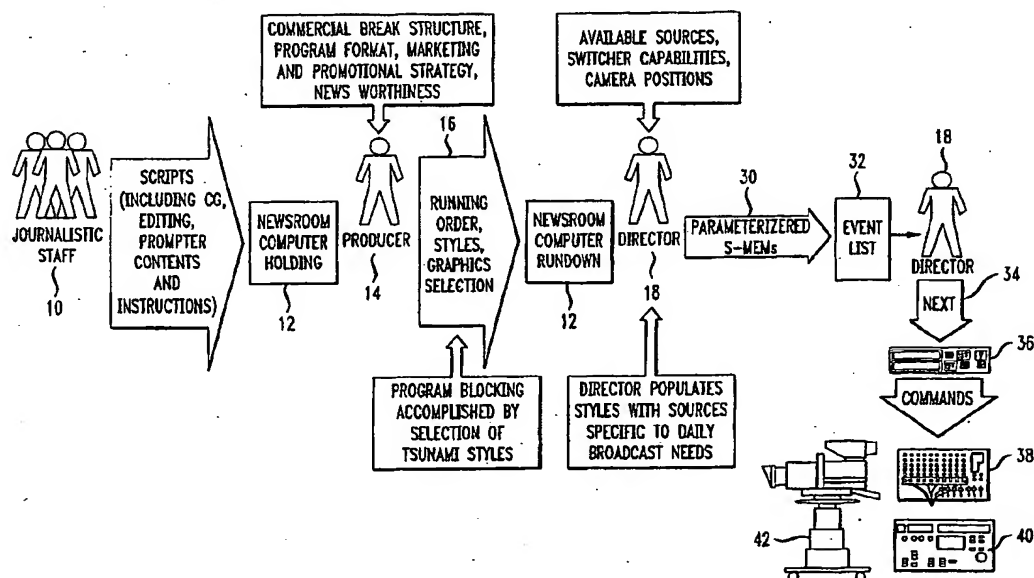 COMMERCIAL BREAK STRUCTURE,
PROGRAM FORMAT, MARKETING
AND PROMOTIONAL STRATEGY,
NEWS WORTHINESS
AVAILABLE SOURCES,
SWITCHER CAPABILITIES,
CAMERA POSITIONS
JOURNALISTIC
STAFF
10
SCRIPTS
(INCLUDING CG,
EDITING,
PROMPTER
CONTENTS
AND
INSTRUCTIONS)
NEWSROOM
COMPUTER
HOLDING
12
PRODUCER
14
16
RUNNING
ORDER,
STYLES,
GRAPHICS
SELECTION
NEWSROOM
COMPUTER
RUNDOWN
12
DIRECTOR
18
30
PARAMETERIZED
S-MEMs
32
EVENT
LIST
18
DIRECTOR
34
NEXT
36
COMMANDS
38
40
42
PROGRAM BLOCKING
ACCOMPLISHED BY
SELECTION OF
TSUNAMI STYLES
DIRECTOR POPULATES
STYLES WITH SOURCES
SPECIFIC TO DAILY
BROADCAST NEEDS